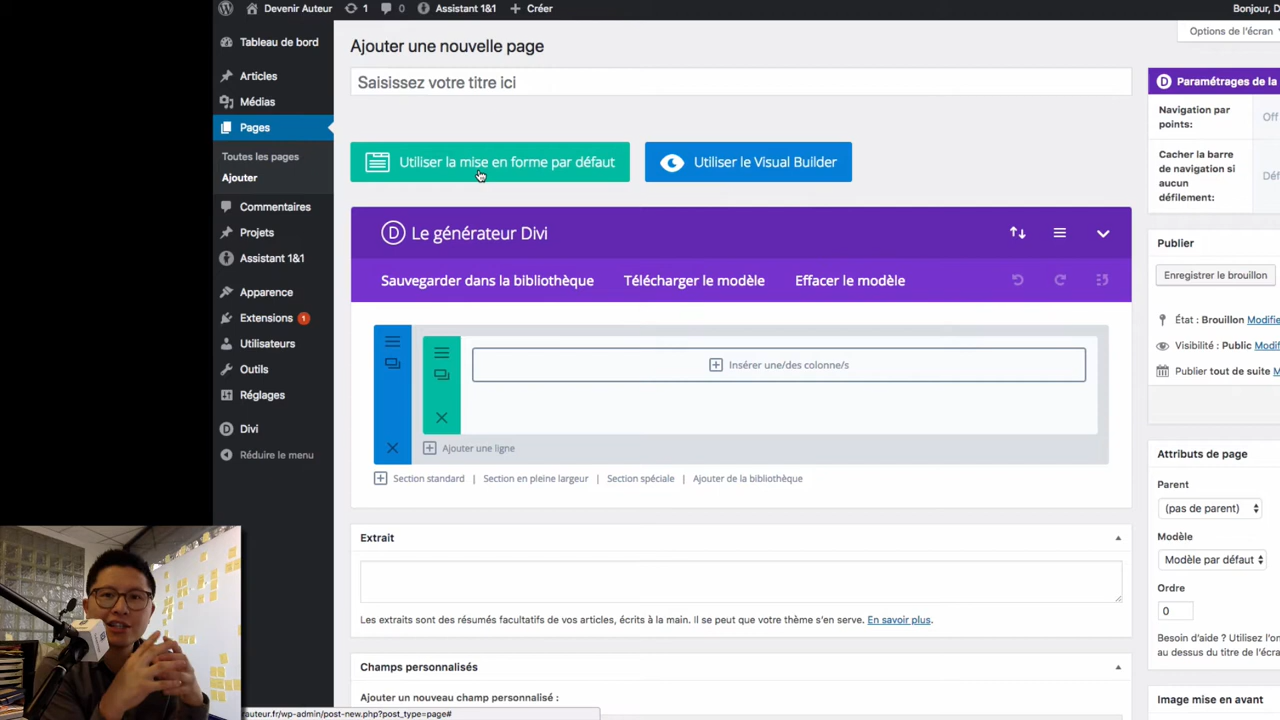 Devenir Auteur
1
0
Assistant 1&1
Créer
Bonjour, D
Tableau de bord
Articles
Médias
Pages
Toutes les pages
Ajouter
Commentaires
Projets
Assistant 1&1
Apparence
Extensions 1
Utilisateurs
Outils
Réglages
Divi
Réduire le menu
Ajouter une nouvelle page
Options de l'écran
Saisissez votre titre ici
Utiliser la mise en forme par défaut
Utiliser le Visual Builder
D Le générateur Divi
Sauvegarder dans la bibliothèque
Télécharger le modèle
Effacer le modèle
Insérer une/des colonne/s
Ajouter une ligne
Section standard | Section en pleine largeur | Section spéciale | Ajouter de la bibliothèque
Extrait
Les extraits sont des résumés facultatifs de vos articles, écrits à la main. Il se peut que votre thème s'en serve. En savoir plus.
Champs personnalisés
Ajouter un nouveau champ personnalisé :
D Paramétrages de la
Navigation par
points:
Off
Cacher la barre
de navigation si
aucun
défilement:
Déf
Publier
Enregistrer le brouillon
État : Brouillon Modifie
Visibilité : Public Modif
Publier tout de suite M
Attributs de page
Parent
(pas de parent)
Modèle
Modèle par défaut
Ordre
0
Besoin d'aide ? Utilisez l'on
au dessus du titre de l'écra
Image mise en avant
auteur.fr/wp-admin/post-new.php?post_type=page#